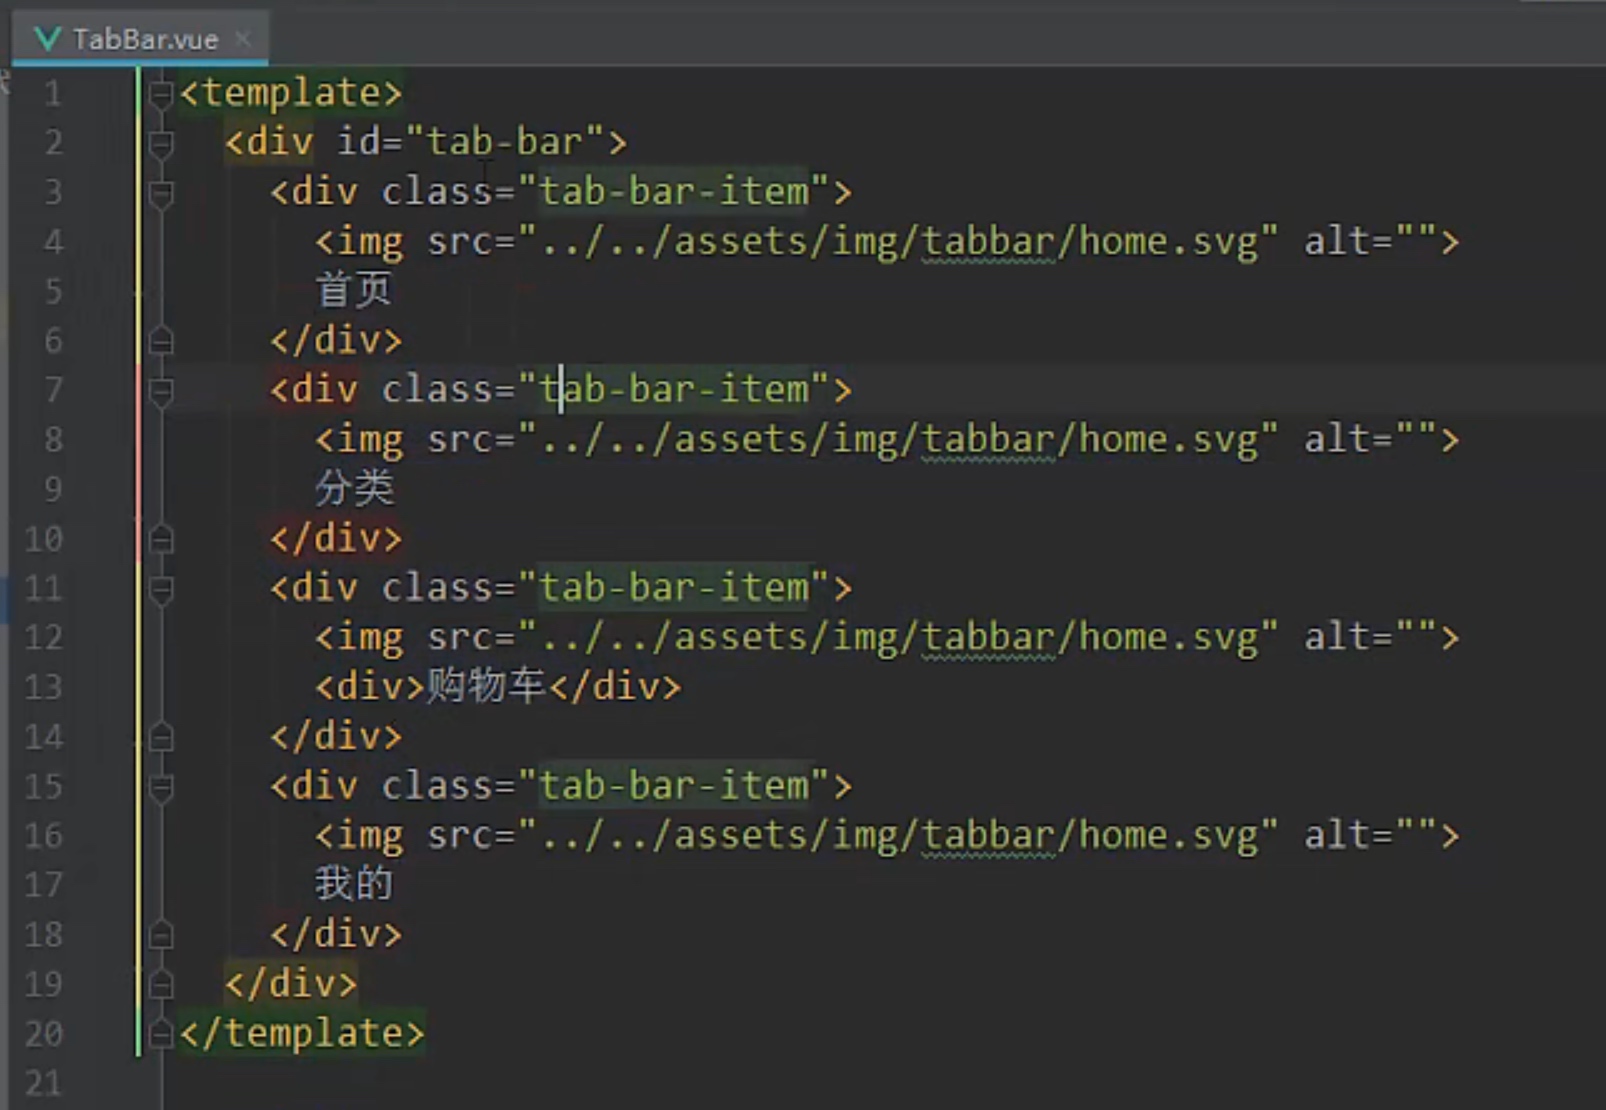 TabBar.vue
1 <template>
2 <div id="tab-bar">
3 <div class="tab-bar-item">
4 <img src="../../assets/img/tabbar/home.svg" alt="">
5 首页
6 </div>
7 <div class="tab-bar-item">
8 <img src="../../assets/img/tabbar/home.svg" alt="">
9 分类
10 </div>
11 <div class="tab-bar-item">
12 <img src="../../assets/img/tabbar/home.svg" alt="">
13 <div>购物车</div>
14 </div>
15 <div class="tab-bar-item">
16 <img src="../../assets/img/tabbar/home.svg" alt="">
17 我的
18 </div>
19 </div>
20 </template>
21